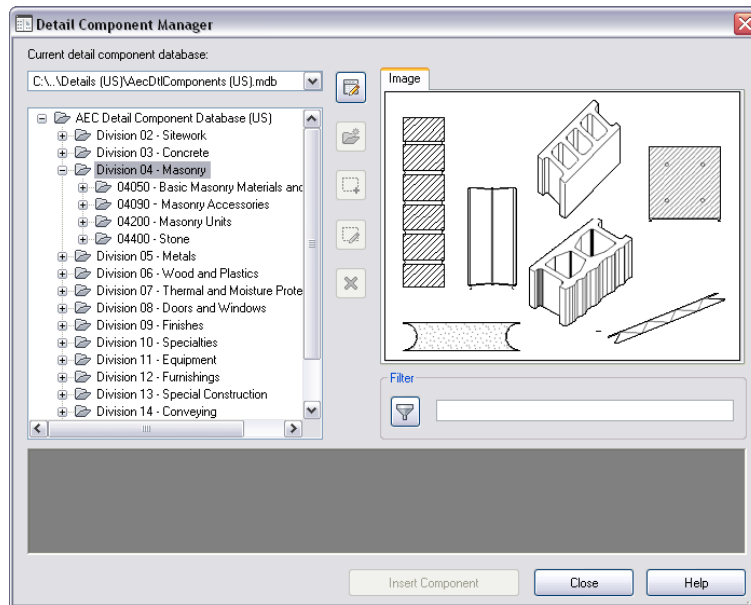 Detail Component Manager
Current detail component database:
C:\..\Details (US)\AecDtlComponents (US).mdb
Image
AEC Detail Component Database (US)
Division 02 - Sitework
Division 03 - Concrete
Division 04 - Masonry
04050 - Basic Masonry Materials and
04090 - Masonry Accessories
04200 - Masonry Units
04400 - Stone
Division 05 - Metals
Division 06 - Wood and Plastics
Division 07 - Thermal and Moisture Prote
Division 08 - Doors and Windows
Division 09 - Finishes
Division 10 - Specialties
Division 11 - Equipment
Division 12 - Furnishings
Division 13 - Special Construction
Division 14 - Conveying
Filter
Insert Component
Close
Help